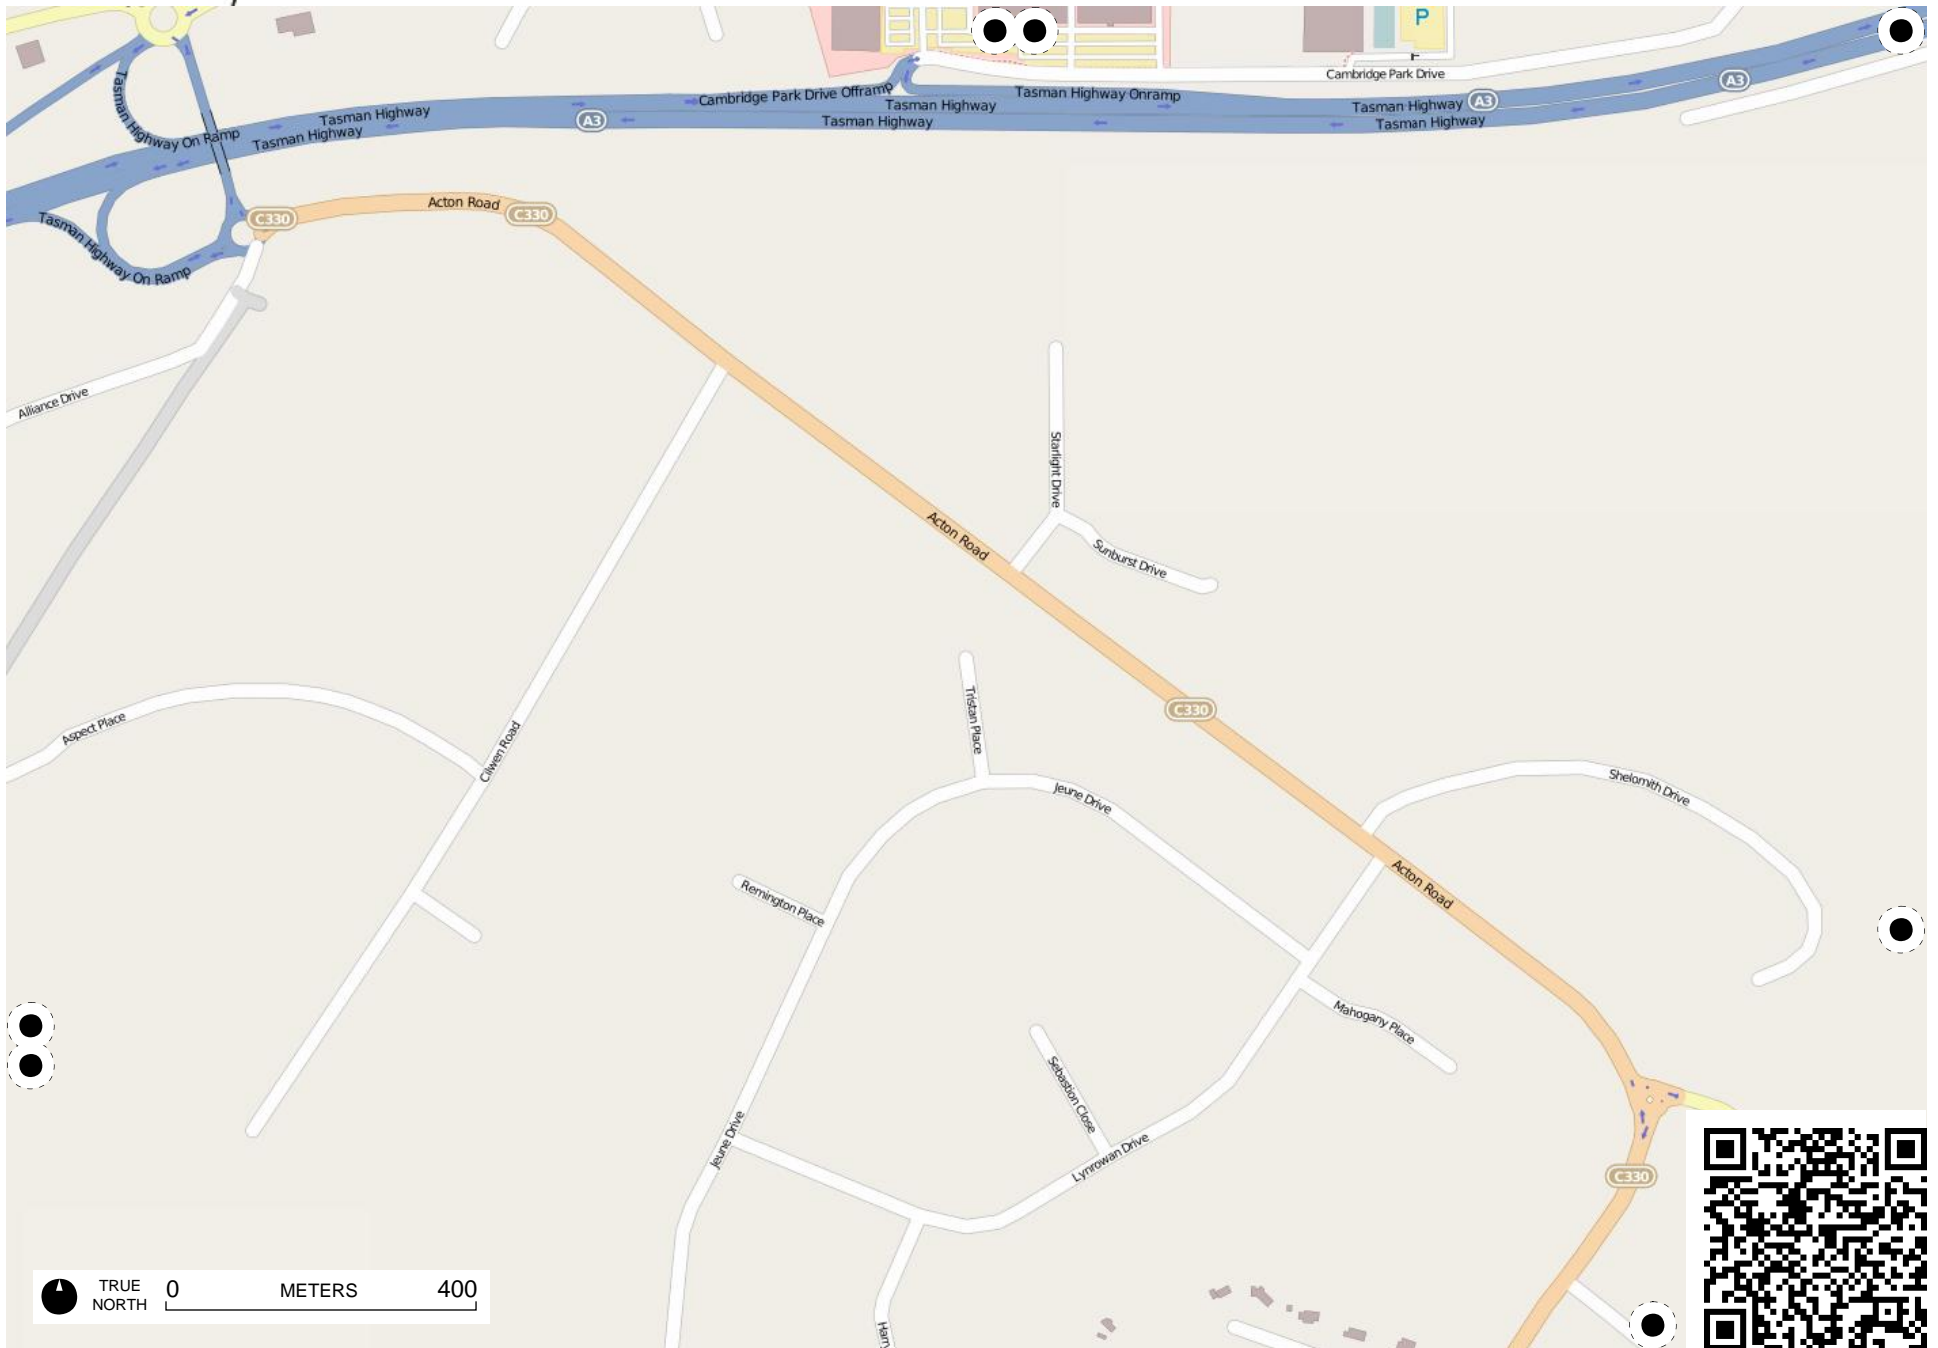 P
Cambridge Park Drive
A3
Cambridge Park Drive Offramp
Tasman Highway Onramp
Tasman Highway
Tasman Highway
A3
Tasman Highway
Tasman Highway On Ramp
Tasman Highway
A3
Tasman Highway
Tasman Highway
Acton Road
C330
C330
Tasman Highway On Ramp
Alliance Drive
Starlight Drive
Acton Road
Sunburst Drive
Tristan Place
C330
Aspect Place
Cilwen Road
Jeune Drive
Shelomith Drive
Acton Road
Remington Place
Mahogany Place
Sebastion Close
Jeune Drive
Lynrowan Drive
C330
TRUE
NORTH
0 METERS 400